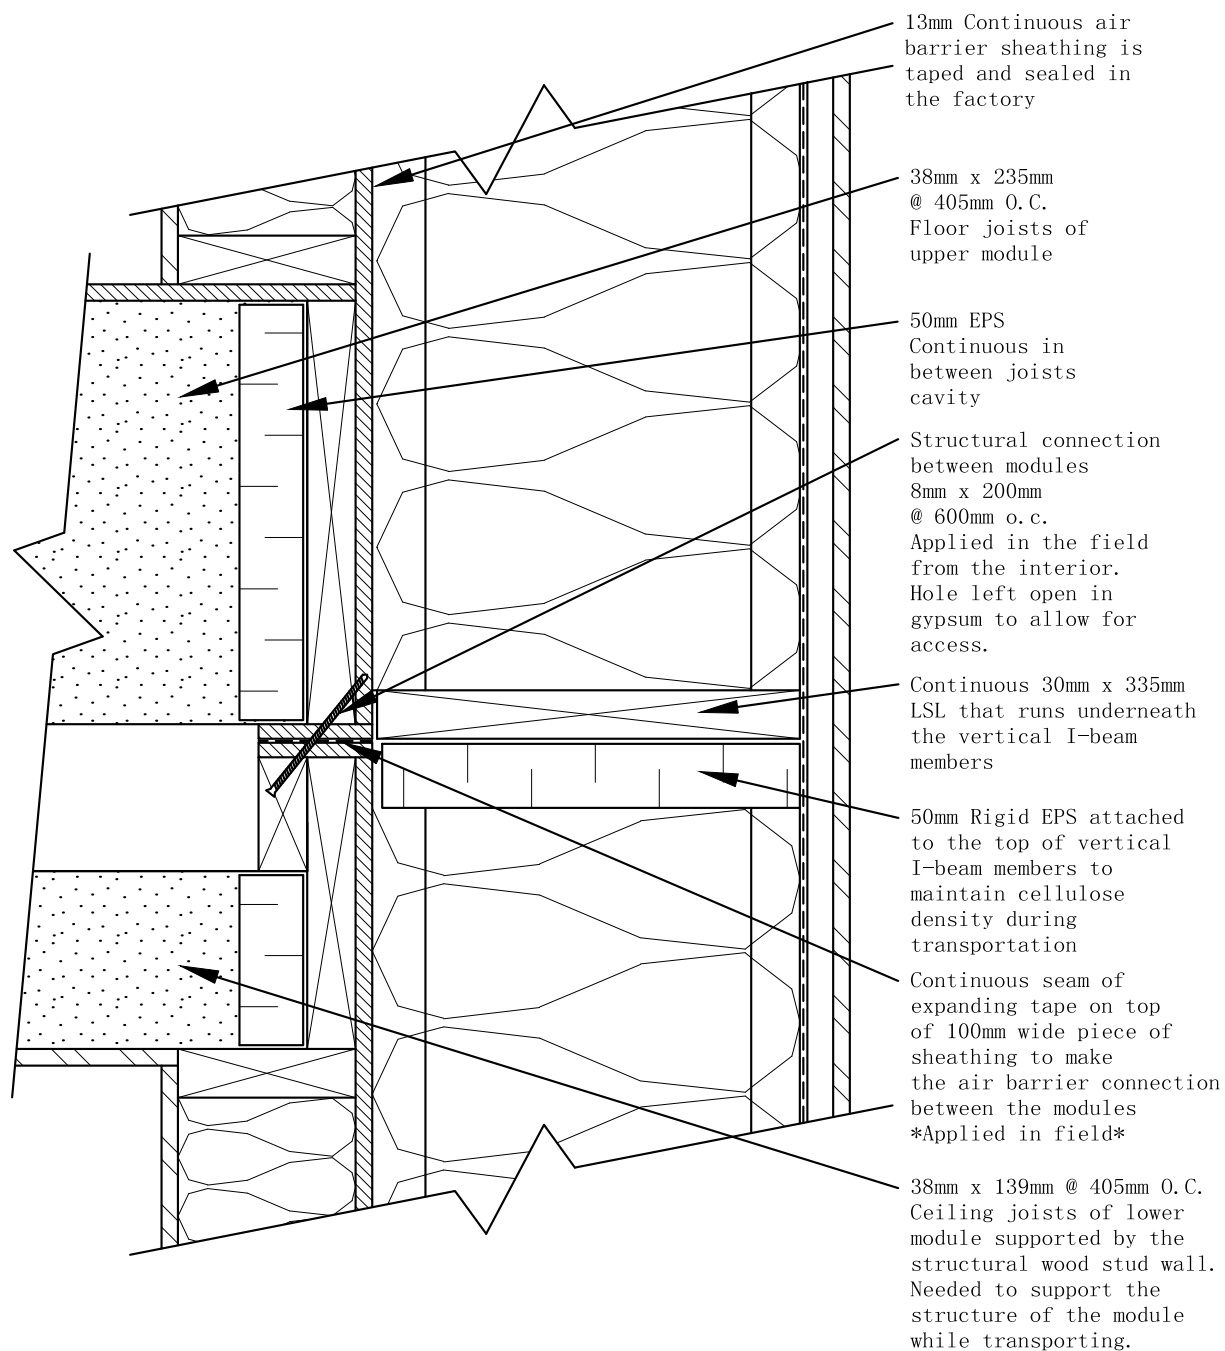 13mm Continuous air
barrier sheathing is
taped and sealed in
the factory
38mm x 235mm
@ 405mm O.C.
Floor joists of
upper module
50mm EPS
Continuous in
between joists
cavity
Structural connection
between modules
8mm x 200mm
@ 600mm o.c.
Applied in the field
from the interior.
Hole left open in
gypsum to allow for
access.
Continuous 30mm x 335mm
LSL that runs underneath
the vertical I-beam
members
50mm Rigid EPS attached
to the top of vertical
I-beam members to
maintain cellulose
density during
transportation
Continuous seam of
expanding tape on top
of 100mm wide piece of
sheathing to make
the air barrier connection
between the modules
*Applied in field*
38mm x 139mm @ 405mm O.C.
Ceiling joists of lower
module supported by the
structural wood stud wall.
Needed to support the
structure of the module
while transporting.